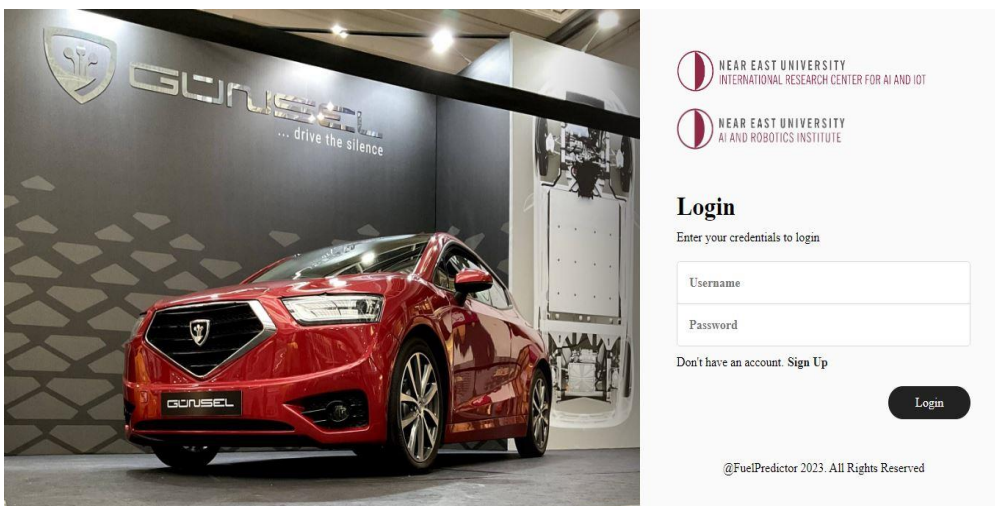 GÜNSEL
... drive the silence
GÜNSEL
NEAR EAST UNIVERSITY
INTERNATIONAL RESEARCH CENTER FOR AI AND IOT
NEAR EAST UNIVERSITY
AI AND ROBOTICS INSTITUTE
Login
Enter your credentials to login
Username
Password
Don't have an account. Sign Up
Login
@FuelPredictor 2023. All Rights Reserved